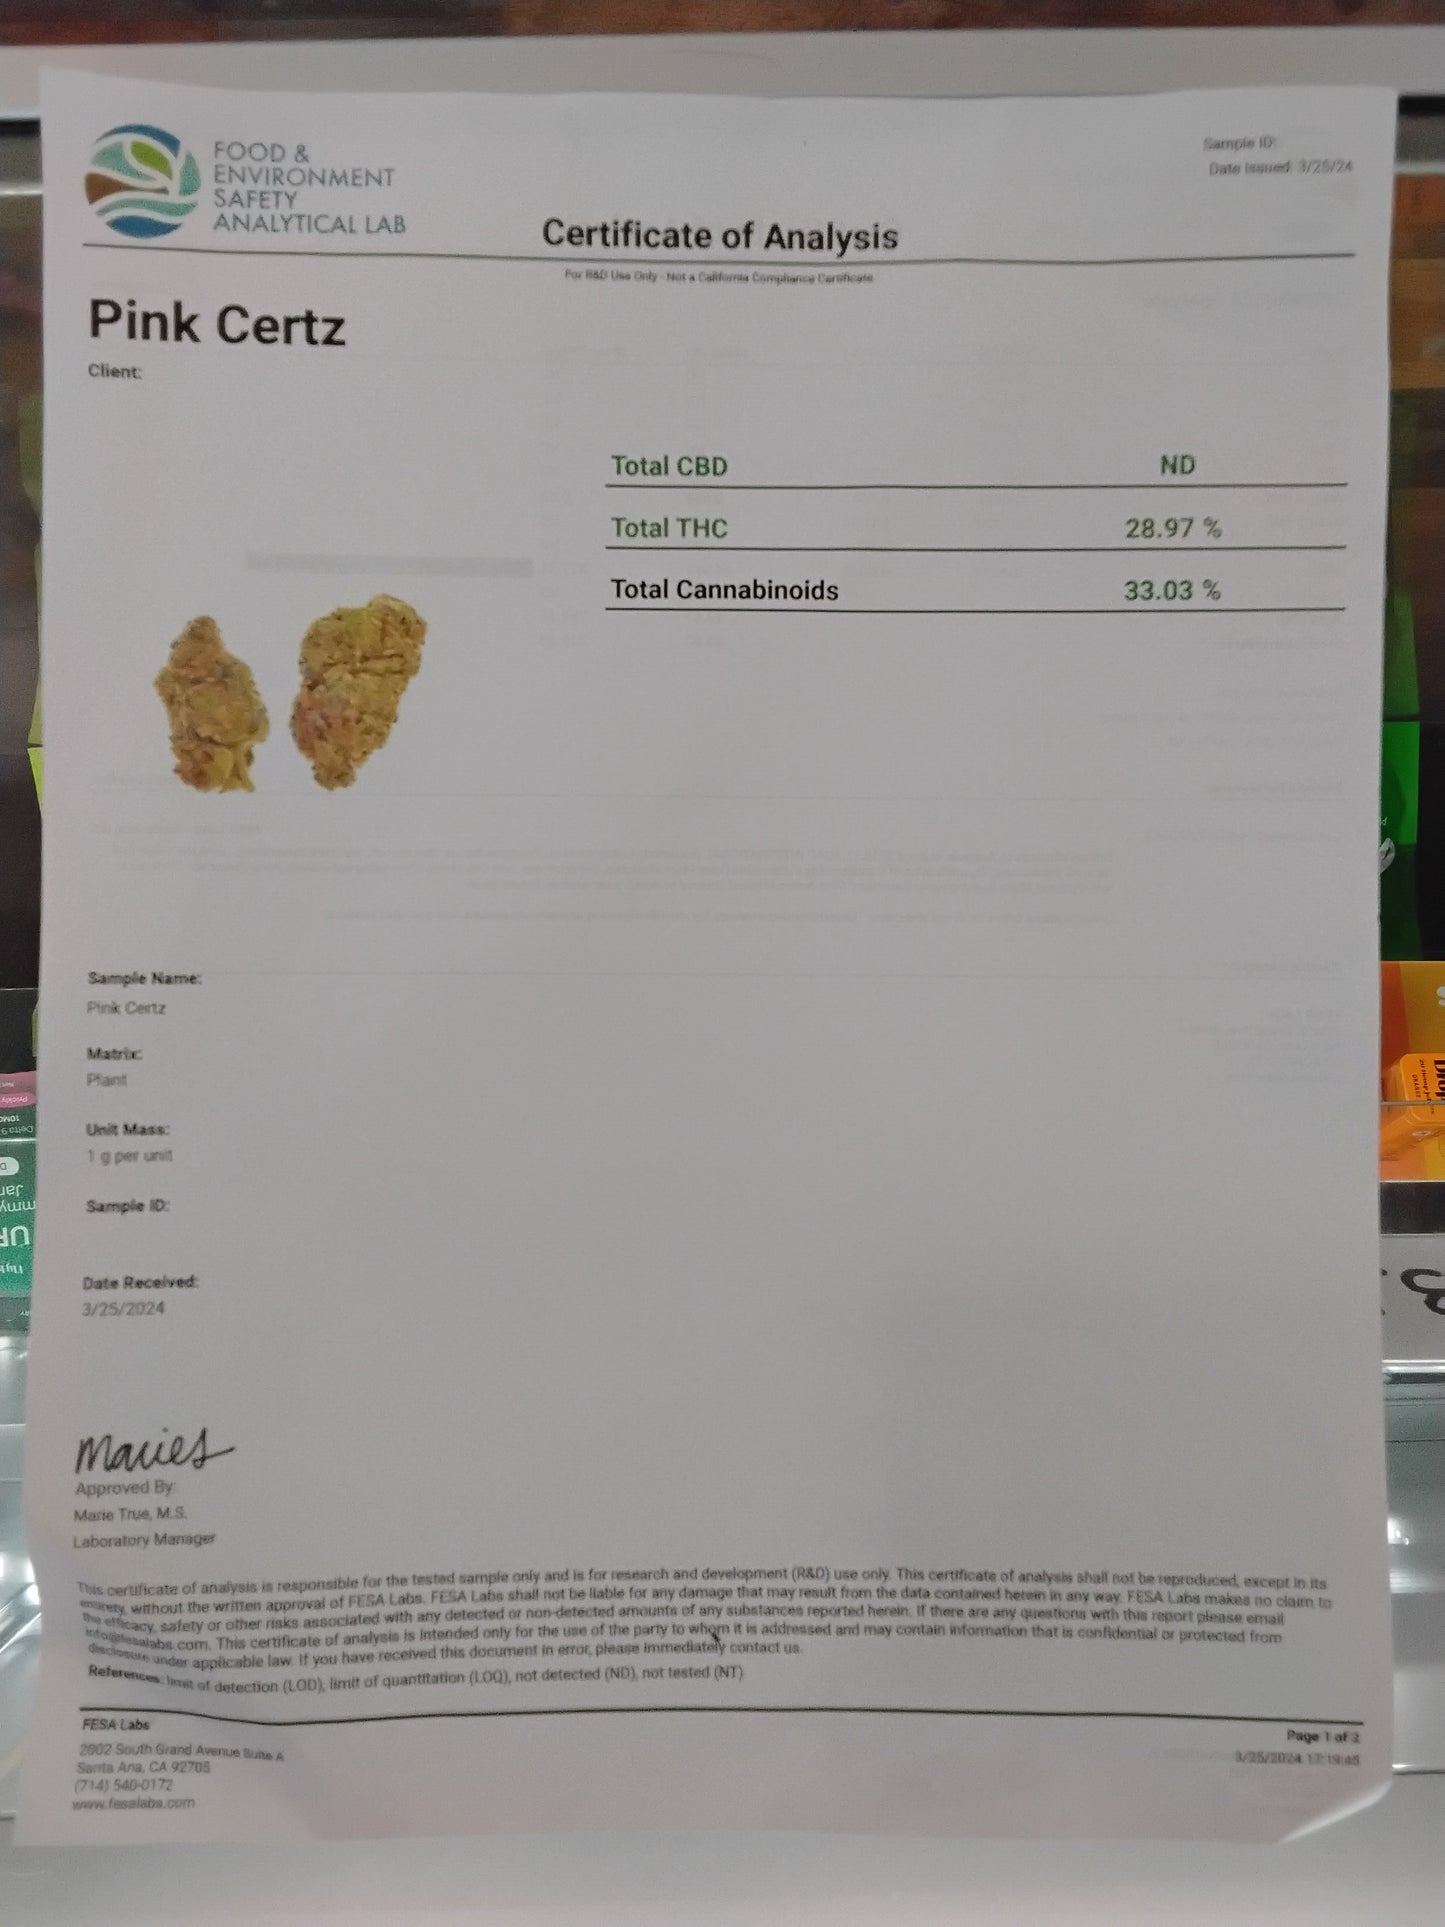 FOOD &
ENVIRONMENT
SAFETY
ANALYTICAL LAB
Sample ID:
Date Issued: 3/25/24
Certificate of Analysis
For R&D Use Only - Not a California Compliance Certificate
Pink Certz
Client:
Total CBD ND
Total THC 28.97 %
Total Cannabinoids 33.03 %
Sample Name:
Pink Certz
Matrix:
Plant
Unit Mass:
1 g per unit
Sample ID:
Date Received:
3/25/2024
Maries
Approved By:
Marie True, M.S.
Laboratory Manager
This certificate of analysis is responsible for the tested sample only and is for research and development (R&D) use only. This certificate of analysis shall not be reproduced, except in its
entirety, without the written approval of FESA Labs. FESA Labs shall not be liable for any damage that may result from the data contained herein in any way. FESA Labs makes no claim to
the efficacy, safety or other risks associated with any detected or non-detected amounts of any substances reported herein. If there are any questions with this report please email
info@fesalabs.com. This certificate of analysis is intended only for the use of the party to whom it is addressed and may contain information that is confidential or protected from
disclosure under applicable law. If you have received this document in error, please immediately contact us.
References: limit of detection (LOD), limit of quantitation (LOQ), not detected (ND), not tested (NT)
FESA Labs
2002 South Grand Avenue Suite A
Santa Ana, CA 92705
(714) 540-0172
www.fesalabs.com
Page 1 of 2
3/25/2024 17:19:45